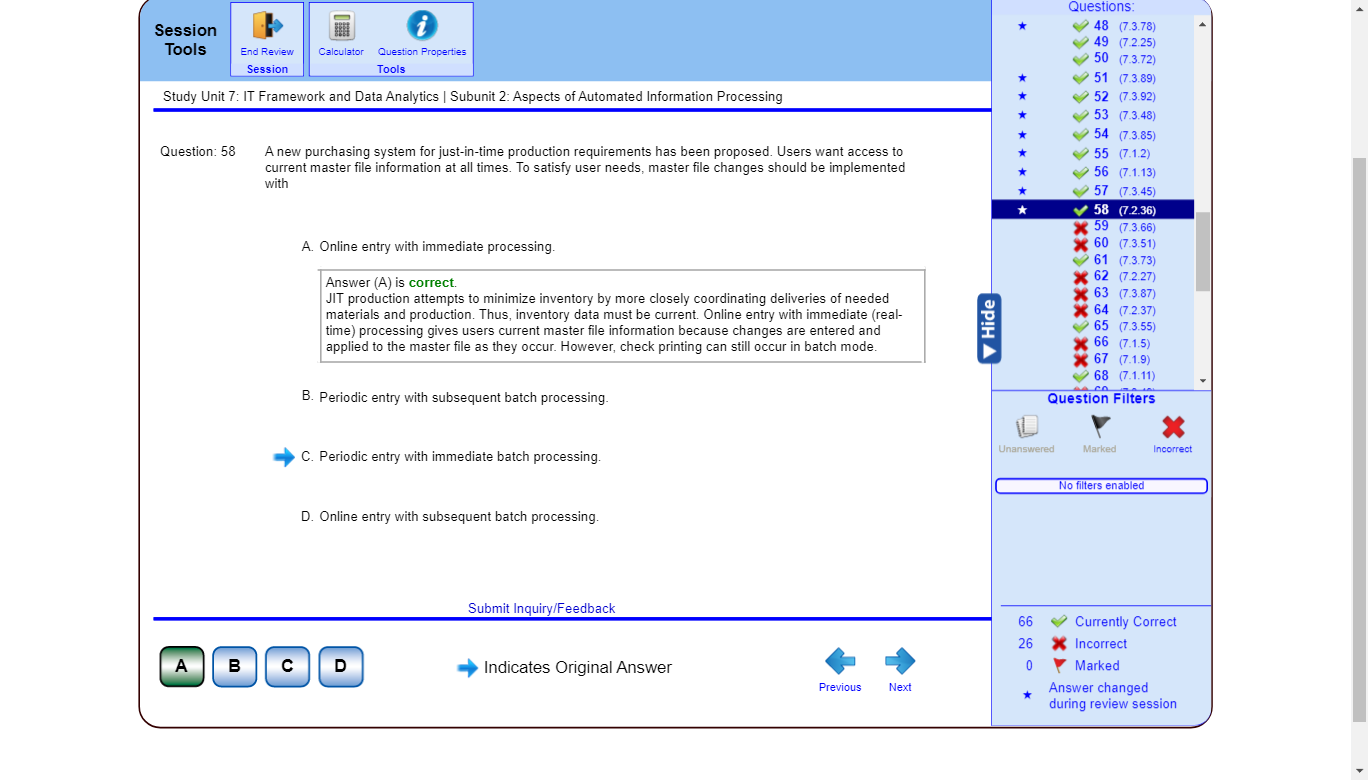 Session
Tools
End Review
Session
Calculator
Question Properties
Tools
Study Unit 7: IT Framework and Data Analytics | Subunit 2: Aspects of Automated Information Processing
Question: 58
A new purchasing system for just-in-time production requirements has been proposed. Users want access to
current master file information at all times. To satisfy user needs, master file changes should be implemented
with
A. Online entry with immediate processing.
Answer (A) is correct.
JIT production attempts to minimize inventory by more closely coordinating deliveries of needed
materials and production. Thus, inventory data must be current. Online entry with immediate (real-
time) processing gives users current master file information because changes are entered and
applied to the master file as they occur. However, check printing can still occur in batch mode.
B. Periodic entry with subsequent batch processing.
C. Periodic entry with immediate batch processing.
D. Online entry with subsequent batch processing.
Submit Inquiry/Feedback
A B C D
Indicates Original Answer
Previous
Next
Hide
Questions:
48 (7.3.78)
49 (7.2.25)
50 (7.3.72)
51 (7.3.89)
52 (7.3.92)
53 (7.3.48)
54 (7.3.85)
55 (7.1.2)
56 (7.1.13)
57 (7.3.45)
58 (7.2.36)
59 (7.3.66)
60 (7.3.51)
61 (7.3.73)
62 (7.2.27)
63 (7.3.87)
64 (7.2.37)
65 (7.3.55)
66 (7.1.5)
67 (7.1.9)
68 (7.1.11)
Question Filters
Unanswered
Marked
Incorrect
No filters enabled
66 Currently Correct
26 Incorrect
0 Marked
Answer changed
during review session